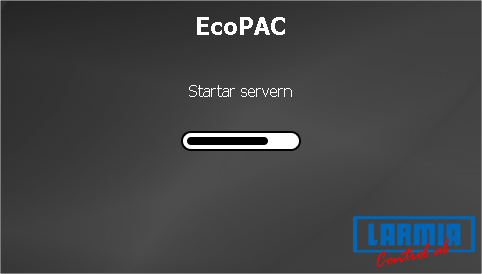 EcoPAC
Startar servern
LARMIA
Control ab